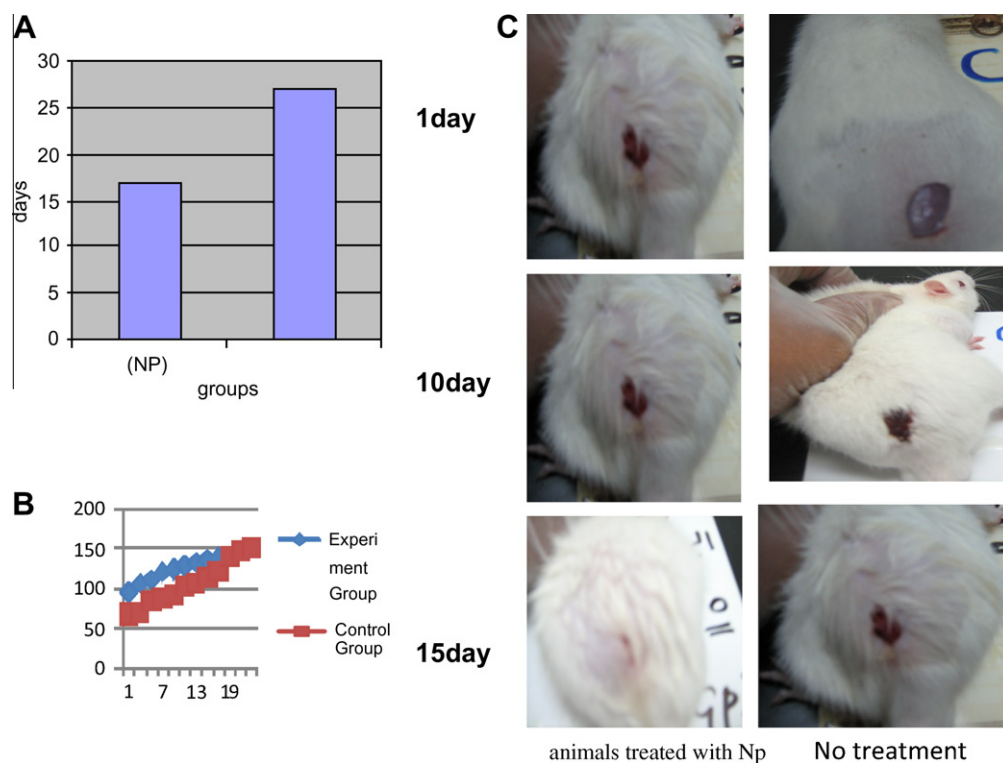 A
30
25
20
15
10
5
0
days
(NP)
groups
B
200
150
100
50
0
1 7 13 19
Experi
ment
Group
Control
Group
C
1day
10day
15day
C
animals treated with Np
No treatment